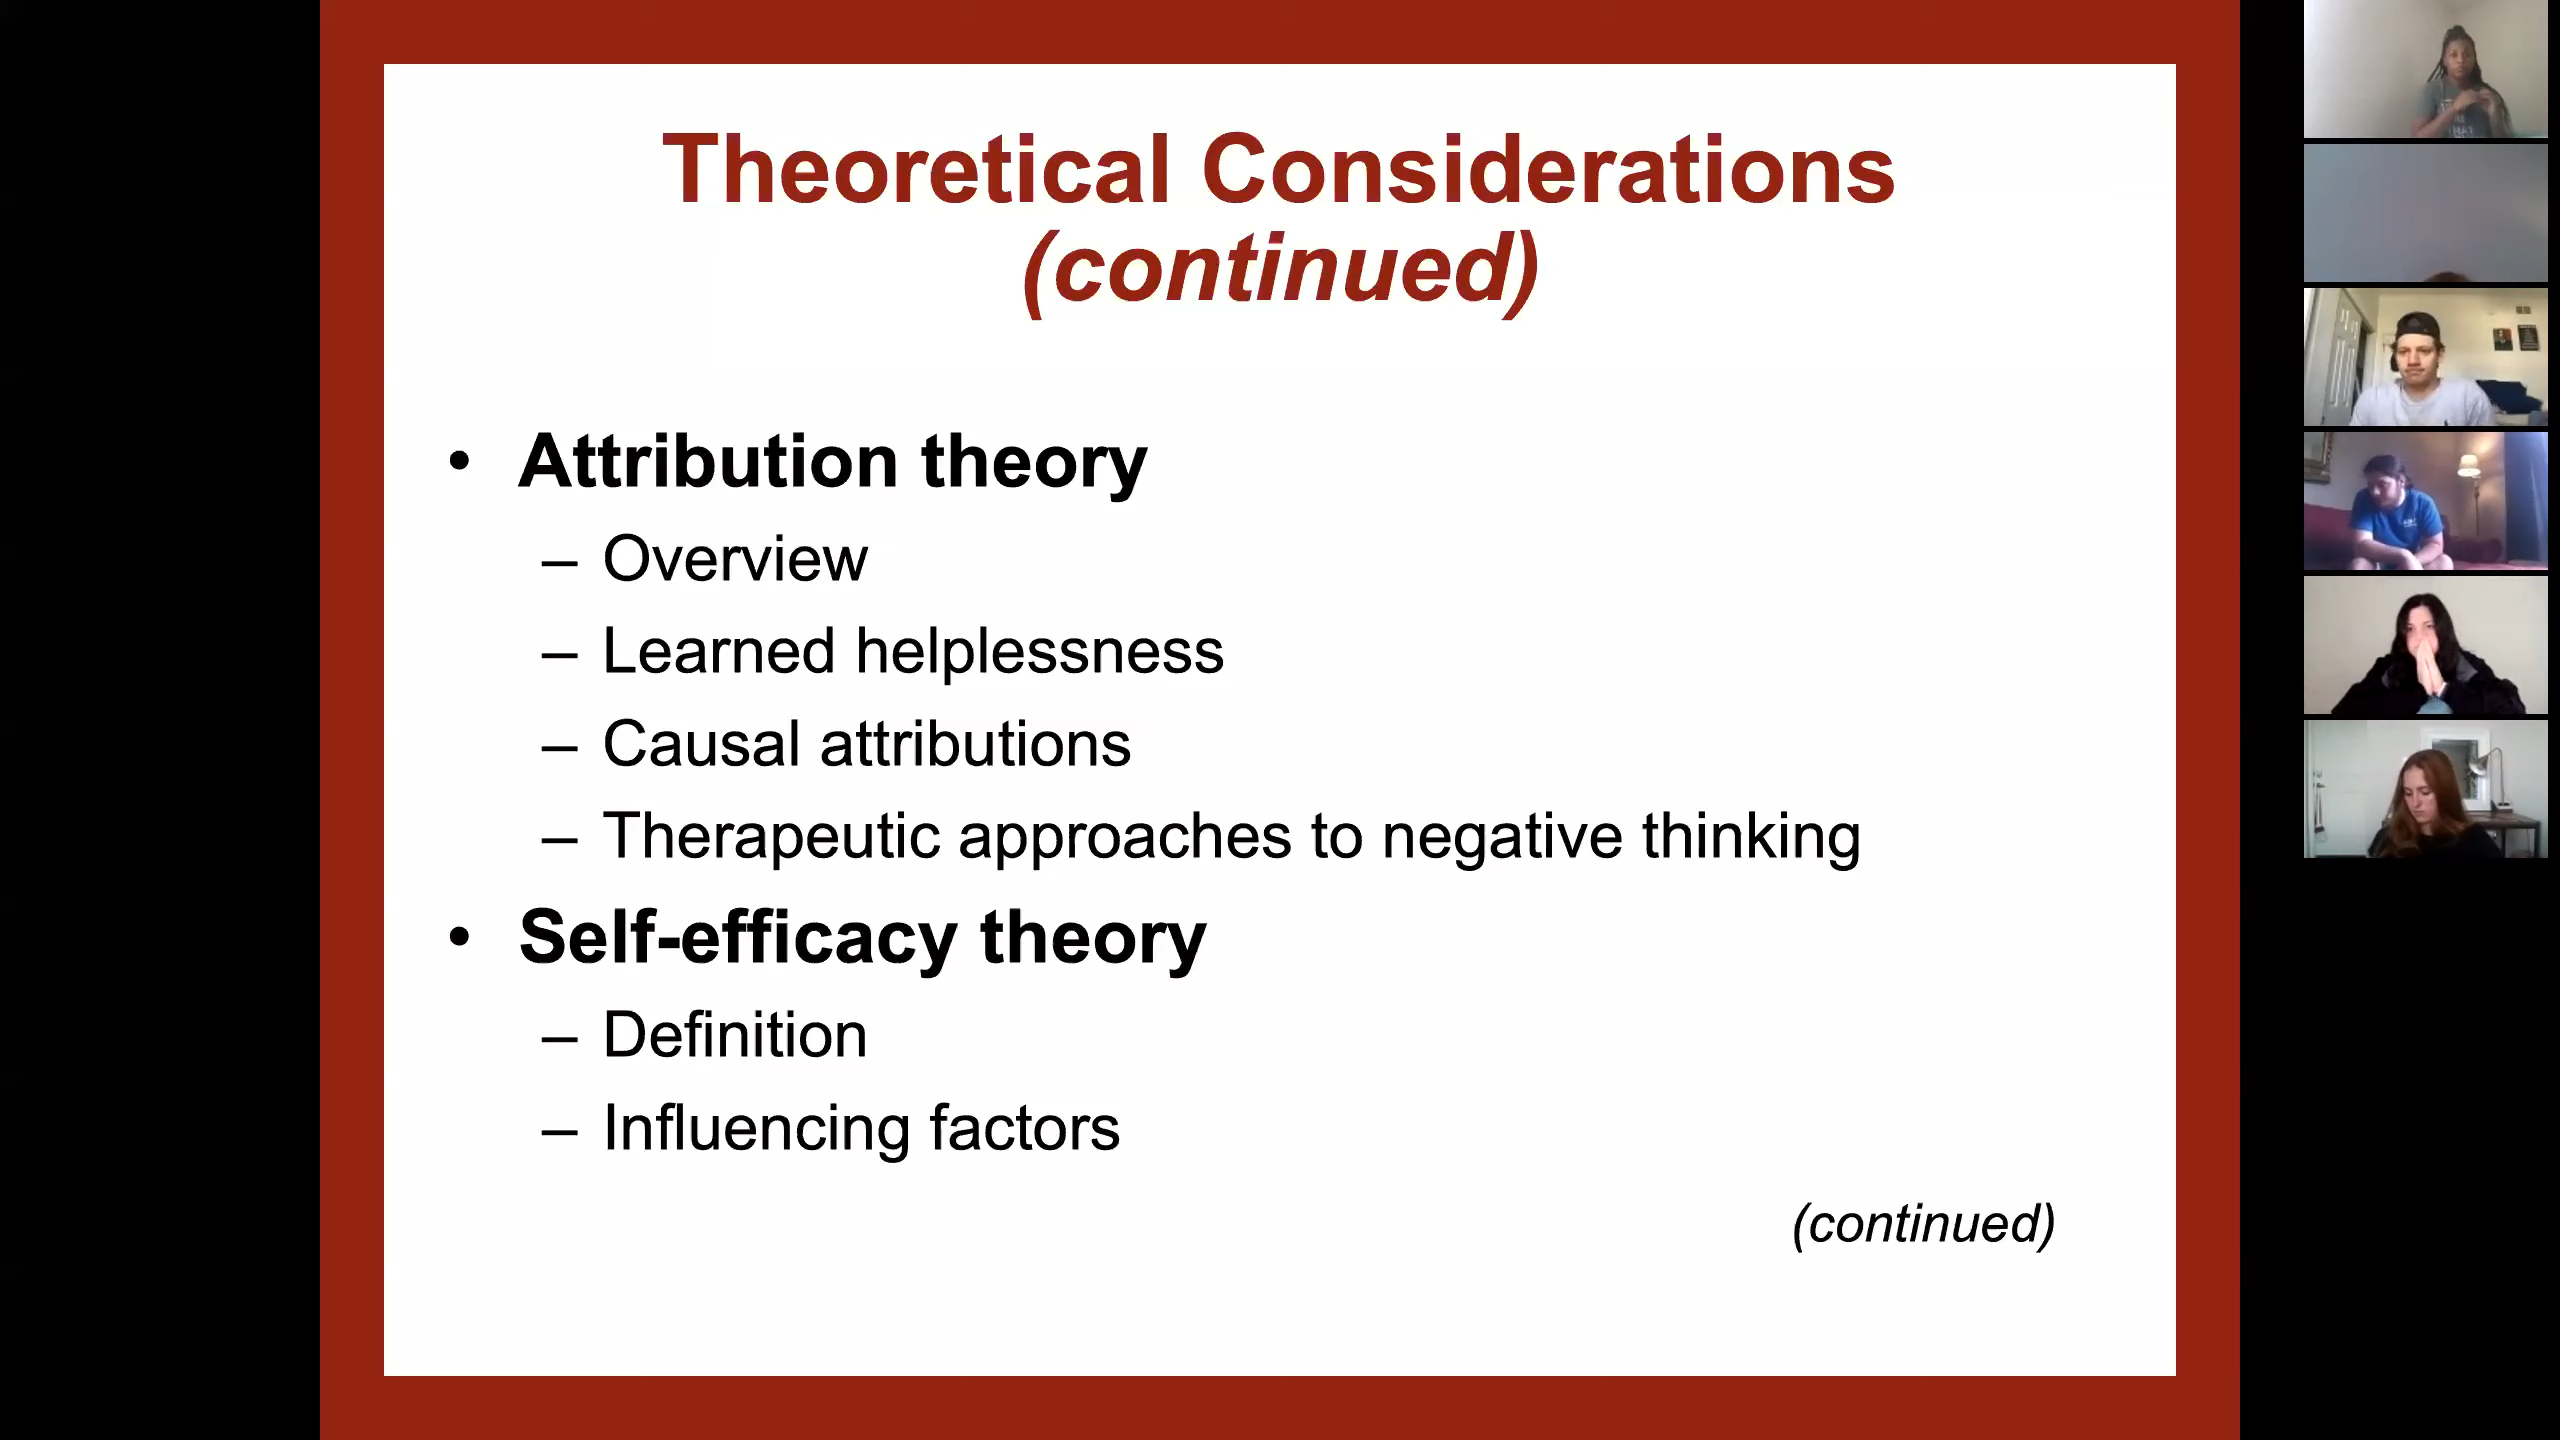 Theoretical Considerations
(continued)
• Attribution theory
– Overview
– Learned helplessness
– Causal attributions
– Therapeutic approaches to negative thinking
• Self-efficacy theory
– Definition
– Influencing factors
(continued)